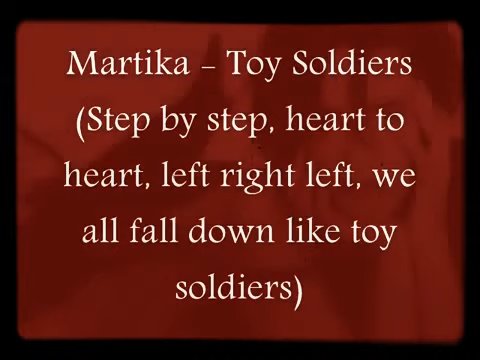 Martika – Toy Soldiers
(Step by step, heart to
heart, left right left, we
all fall down like toy
soldiers)